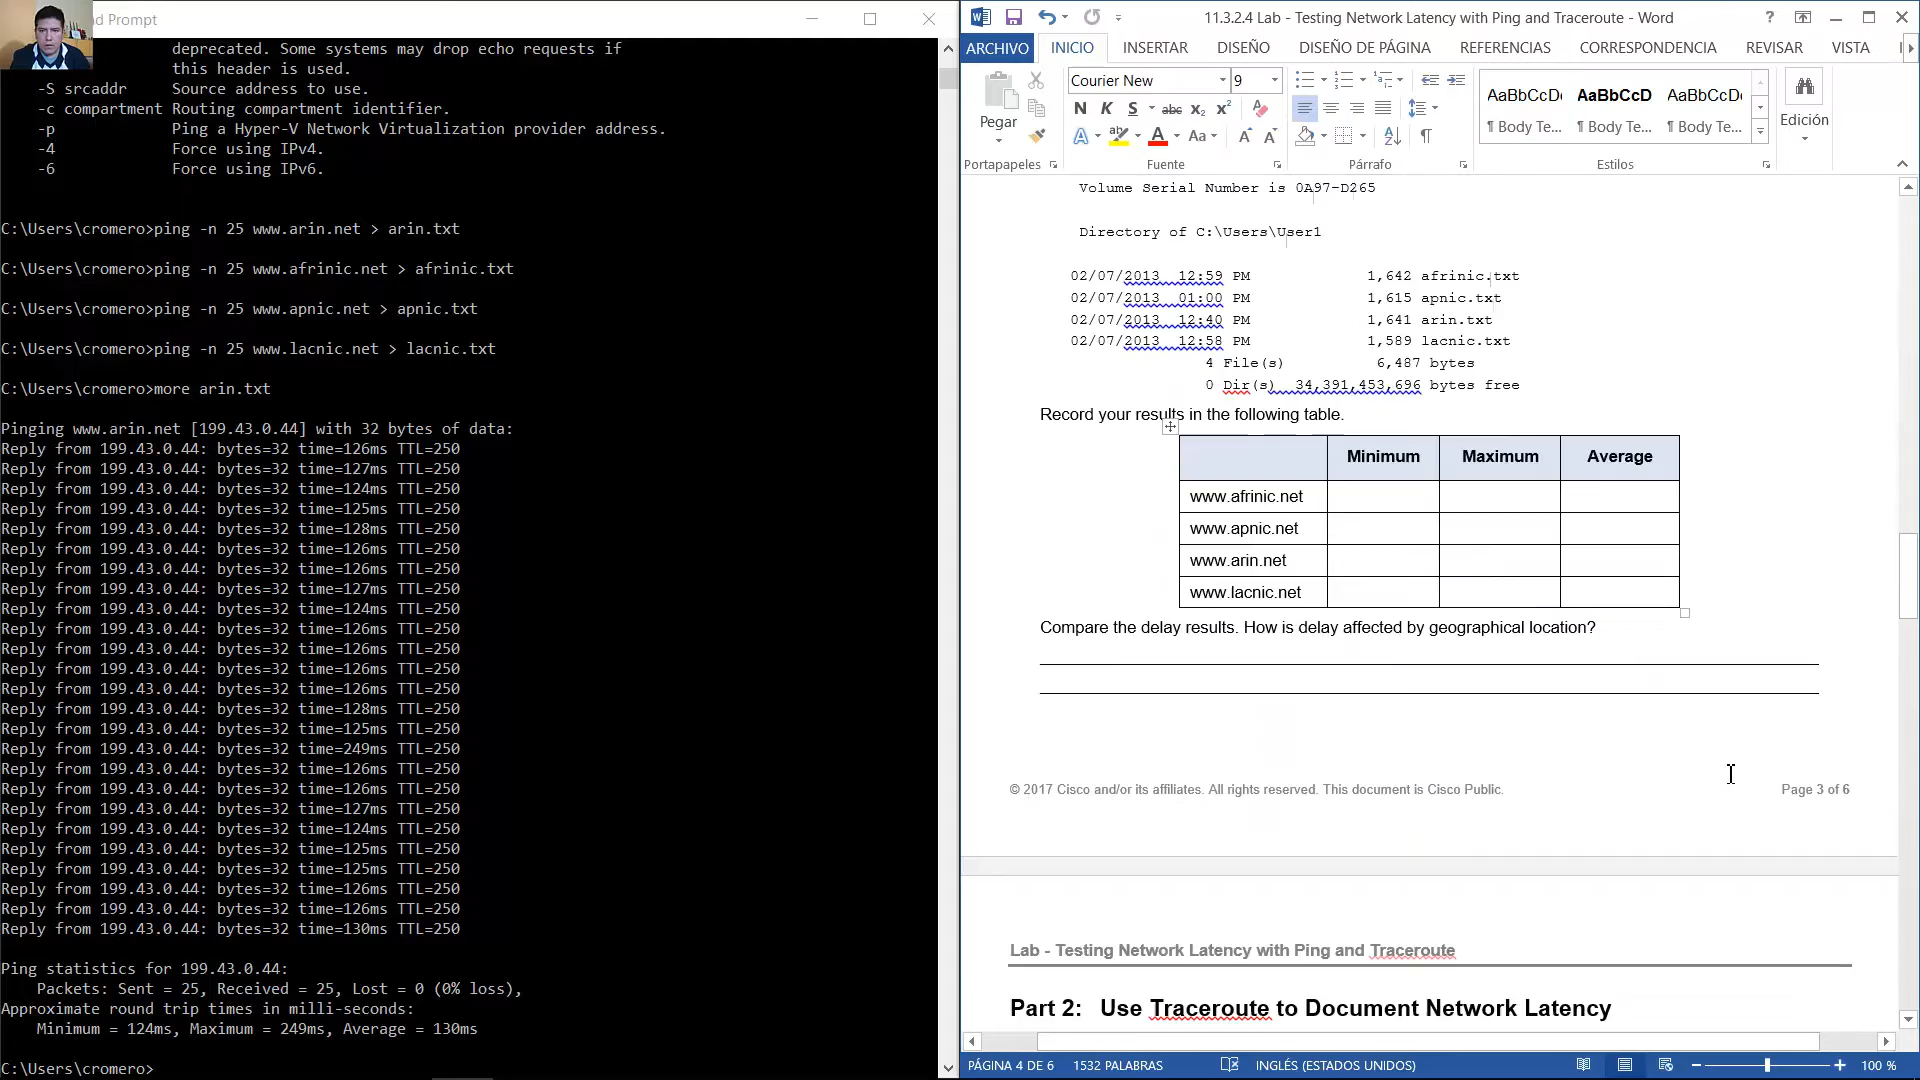 nd Prompt
deprecated. Some systems may drop echo requests if
this header is used.
-S srcaddr Source address to use.
-c compartment Routing compartment identifier.
-p Ping a Hyper-V Network Virtualization provider address.
-4 Force using IPv4.
-6 Force using IPv6.
C:\Users\cromero>ping -n 25 www.arin.net > arin.txt
C:\Users\cromero>ping -n 25 www.afrinic.net > afrinic.txt
C:\Users\cromero>ping -n 25 www.apnic.net > apnic.txt
C:\Users\cromero>ping -n 25 www.lacnic.net > lacnic.txt
C:\Users\cromero>more arin.txt
Pinging www.arin.net [199.43.0.44] with 32 bytes of data:
Reply from 199.43.0.44: bytes=32 time=126ms TTL=250
Reply from 199.43.0.44: bytes=32 time=127ms TTL=250
Reply from 199.43.0.44: bytes=32 time=124ms TTL=250
Reply from 199.43.0.44: bytes=32 time=125ms TTL=250
Reply from 199.43.0.44: bytes=32 time=128ms TTL=250
Reply from 199.43.0.44: bytes=32 time=126ms TTL=250
Reply from 199.43.0.44: bytes=32 time=126ms TTL=250
Reply from 199.43.0.44: bytes=32 time=127ms TTL=250
Reply from 199.43.0.44: bytes=32 time=124ms TTL=250
Reply from 199.43.0.44: bytes=32 time=126ms TTL=250
Reply from 199.43.0.44: bytes=32 time=126ms TTL=250
Reply from 199.43.0.44: bytes=32 time=126ms TTL=250
Reply from 199.43.0.44: bytes=32 time=126ms TTL=250
Reply from 199.43.0.44: bytes=32 time=128ms TTL=250
Reply from 199.43.0.44: bytes=32 time=125ms TTL=250
Reply from 199.43.0.44: bytes=32 time=249ms TTL=250
Reply from 199.43.0.44: bytes=32 time=126ms TTL=250
Reply from 199.43.0.44: bytes=32 time=126ms TTL=250
Reply from 199.43.0.44: bytes=32 time=127ms TTL=250
Reply from 199.43.0.44: bytes=32 time=124ms TTL=250
Reply from 199.43.0.44: bytes=32 time=125ms TTL=250
Reply from 199.43.0.44: bytes=32 time=125ms TTL=250
Reply from 199.43.0.44: bytes=32 time=126ms TTL=250
Reply from 199.43.0.44: bytes=32 time=126ms TTL=250
Reply from 199.43.0.44: bytes=32 time=130ms TTL=250
Ping statistics for 199.43.0.44:
Packets: Sent = 25, Received = 25, Lost = 0 (0% loss),
Approximate round trip times in milli-seconds:
Minimum = 124ms, Maximum = 249ms, Average = 130ms
C:\Users\cromero>
11.3.2.4 Lab - Testing Network Latency with Ping and Traceroute - Word
ARCHIVO INICIO INSERTAR DISEÑO DISEÑO DE PÁGINA REFERENCIAS CORRESPONDENCIA REVISAR VISTA
Courier New 9
N K S abc X2 X2
A A Aa A A
AaBbCcDc AaBbCcD AaBbCcDc
¶ Body Te... ¶ Body Te... ¶ Body Te...
Pegar Edición
Portapapeles Fuente Párrafo Estilos
Volume Serial Number is 0A97-D265
Directory of C:\Users\User1
02/07/2013 12:59 PM 1,642 afrinic.txt
02/07/2013 01:00 PM 1,615 apnic.txt
02/07/2013 12:40 PM 1,641 arin.txt
02/07/2013 12:58 PM 1,589 lacnic.txt
4 File(s) 6,487 bytes
0 Dir(s) 34,391,453,696 bytes free
Record your results in the following table.
Minimum Maximum Average
www.afrinic.net
www.apnic.net
www.arin.net
www.lacnic.net
Compare the delay results. How is delay affected by geographical location?
© 2017 Cisco and/or its affiliates. All rights reserved. This document is Cisco Public. Page 3 of 6
Lab - Testing Network Latency with Ping and Traceroute
Part 2: Use Traceroute to Document Network Latency
PÁGINA 4 DE 6 1532 PALABRAS INGLÉS (ESTADOS UNIDOS) 100 %